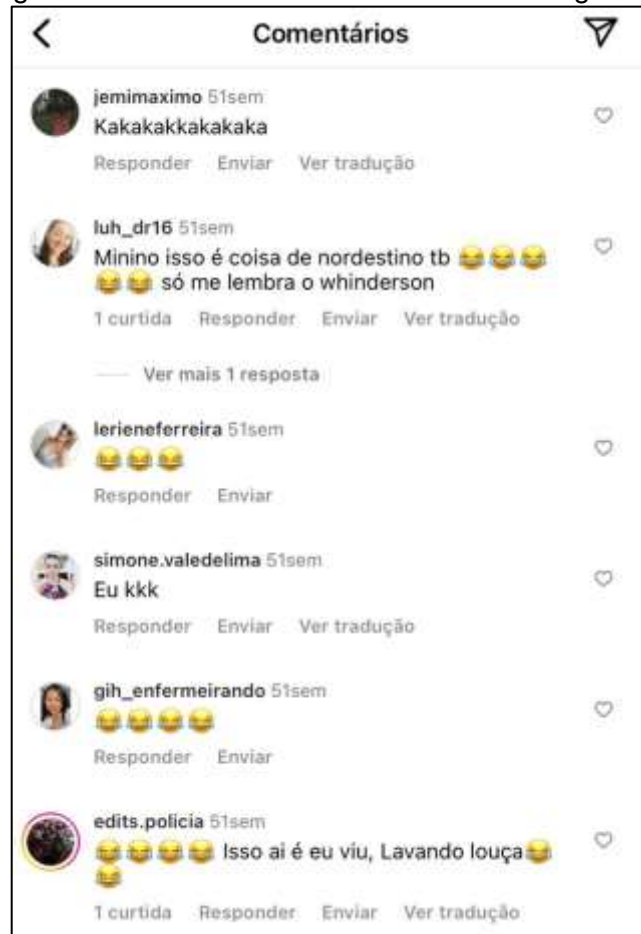 Comentários
jemimaximo 51sem
Kakakakkakakaka
Responder Enviar Ver tradução
luh_dr16 51sem
Minino isso é coisa de nordestino tb 😂😂😂
😂😂 só me lembra o whinderson
1 curtida Responder Enviar Ver tradução
Ver mais 1 resposta
lerieneferreira 51sem
😂😂😂
Responder Enviar
simone.valedelima 51sem
Eu kkk
Responder Enviar Ver tradução
gih_enfermeirando 51sem
😂😂😂😂
Responder Enviar
edits.policia 51sem
😂😂😂😂 Isso ai é eu viu, Lavando louça😂
😂
1 curtida Responder Enviar Ver tradução